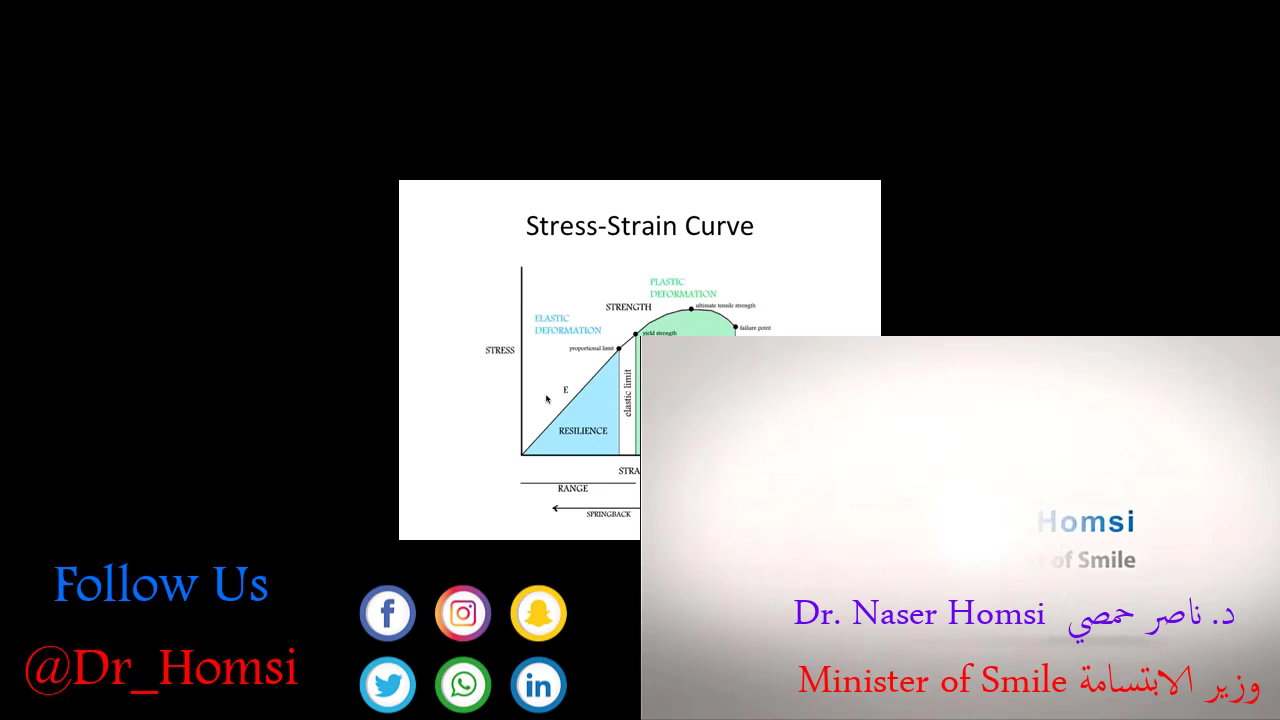 Stress-Strain Curve
PLASTIC
DEFORMATION
STRENGTH
ultimate tensile strength
ELASTIC
DEFORMATION
failure point
yield strength
proportional limit
STRESS
elastic limit
E
RESILIENCE
STRA
RANGE
SPRINGBACK
Homsi
of Smile
Follow Us
@Dr_Homsi
Dr. Naser Homsi د. ناصر حمصي
Minister of Smile وزير الابتسامة